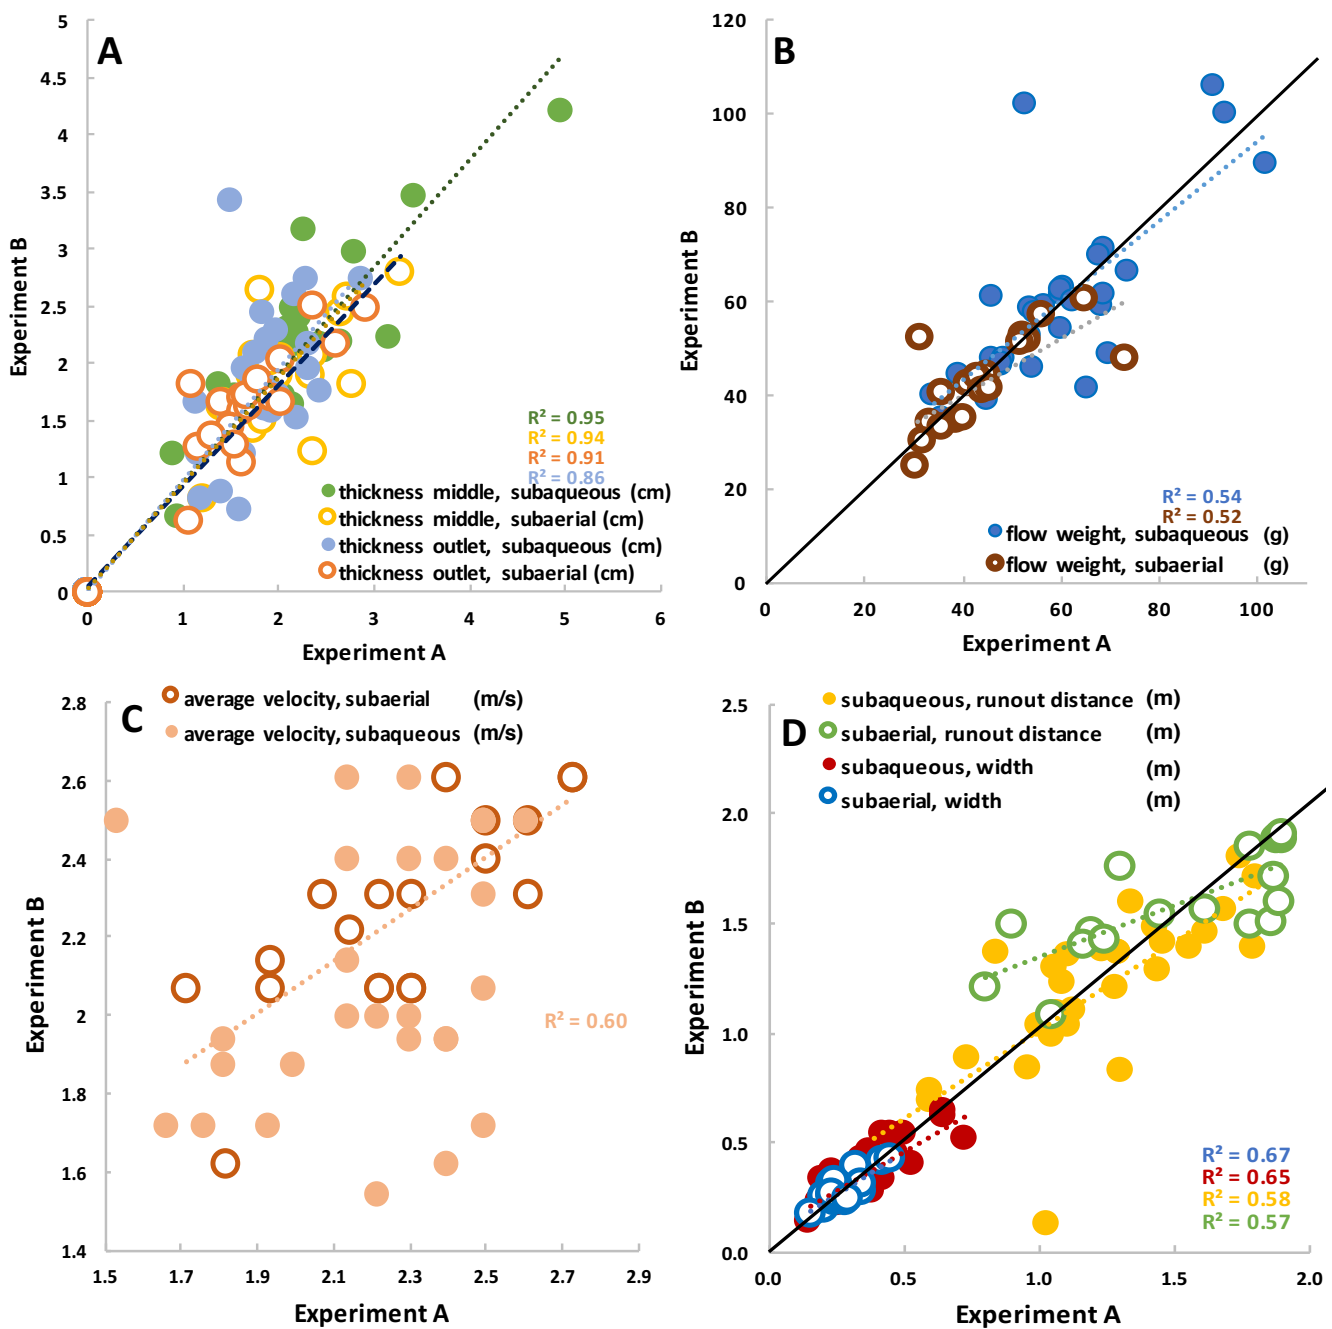 A
5
4.5
4
3.5
3
2.5
2
1.5
1
0.5
0
0 1 2 3 4 5 6
Experiment B
Experiment A
R² = 0.95
R² = 0.94
R² = 0.91
R² = 0.86
thickness middle, subaqueous (cm)
thickness middle, subaerial (cm)
thickness outlet, subaqueous (cm)
thickness outlet, subaerial (cm)
B
120
100
80
60
40
20
0
0 20 40 60 80 100
Experiment B
Experiment A
R² = 0.54
R² = 0.52
flow weight, subaqueous (g)
flow weight, subaerial (g)
average velocity, subaerial (m/s)
average velocity, subaqueous (m/s)
C
2.8
2.6
2.4
2.2
2
1.8
1.6
1.4
1.5 1.7 1.9 2.1 2.3 2.5 2.7 2.9
Experiment B
Experiment A
R² = 0.60
subaqueous, runout distance (m)
subaerial, runout distance (m)
subaqueous, width (m)
subaerial, width (m)
D
2.5
2.0
1.5
1.0
0.5
0.0
0.0 0.5 1.0 1.5 2.0
Experiment B
Experiment A
R² = 0.67
R² = 0.65
R² = 0.58
R² = 0.57